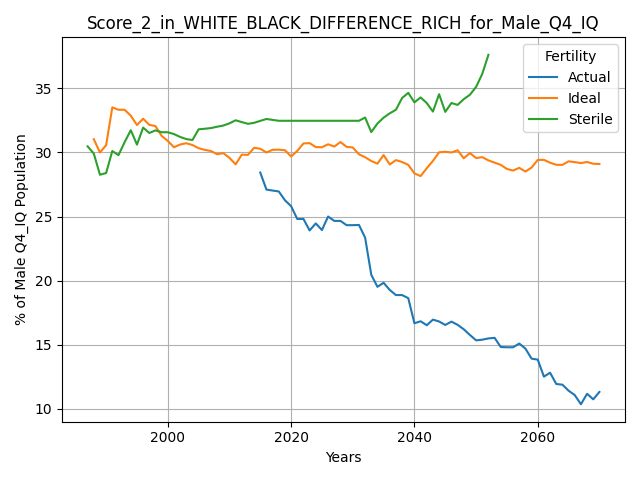 Score_2_in_WHITE_BLACK_DIFFERENCE_RICH_for_Male_Q4_IQ
Fertility
Actual
Ideal
Sterile
% of Male Q4_IQ Population
35
30
25
20
15
10
2000 2020 2040 2060
Years